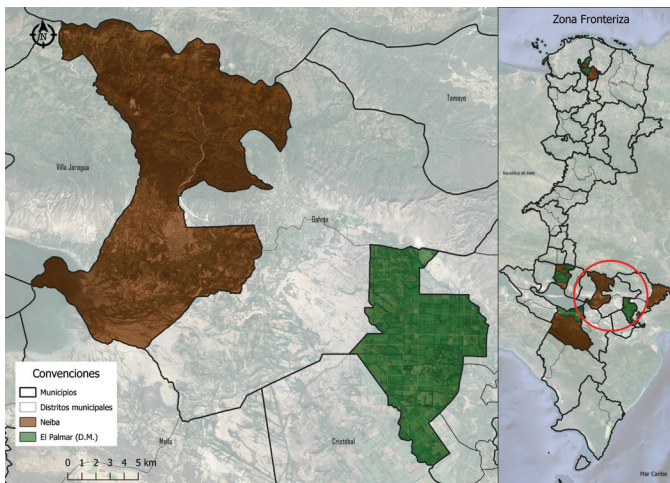 N
Tamayo
Villa Jaragua
Galván
Convenciones
Municipios
Distritos municipales
Neiba
El Palmar (D.M.)
Mella
Cristóbal
0 1 2 3 4 5 km
Zona Fronteriza
República de Haití
Mar Caribe